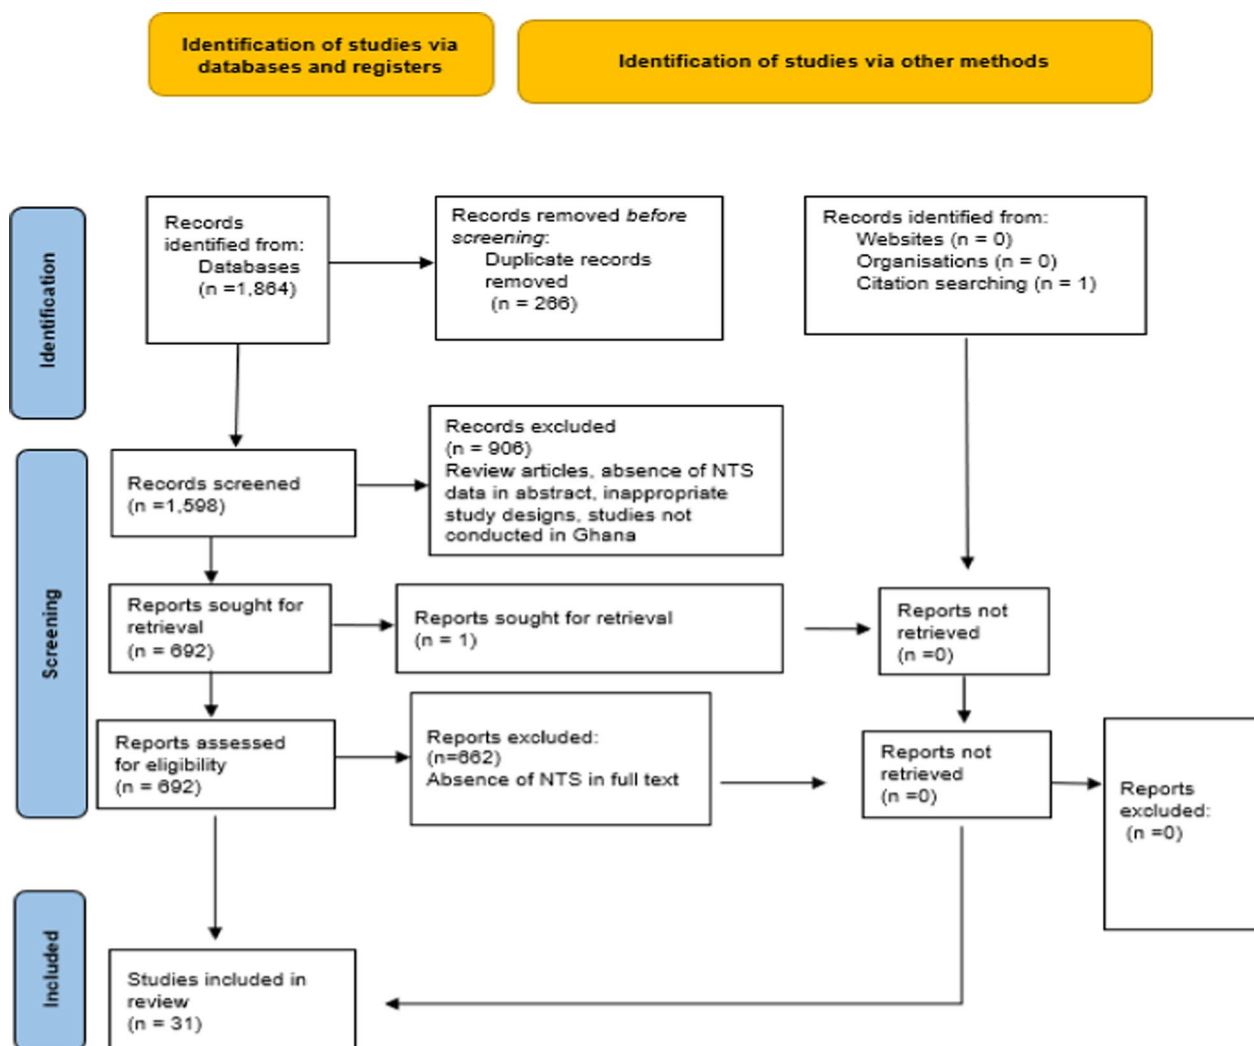 Identification of studies via
databases and registers
Identification of studies via other methods
Identification
Records
identified from:
Databases
(n =1,864)
Records removed before
screening:
Duplicate records
removed
(n = 266)
Records identified from:
Websites (n = 0)
Organisations (n = 0)
Citation searching (n = 1)
Screening
Records screened
(n =1,598)
Records excluded
(n = 906)
Review articles, absence of NTS
data in abstract, inappropriate
study designs, studies not
conducted in Ghana
Reports sought for
retrieval
(n = 692)
Reports sought for retrieval
(n = 1)
Reports not
retrieved
(n =0)
Reports assessed
for eligibility
(n = 692)
Reports excluded:
(n=662)
Absence of NTS in full text
Reports not
retrieved
(n =0)
Reports
excluded:
(n =0)
Included
Studies included in
review
(n = 31)